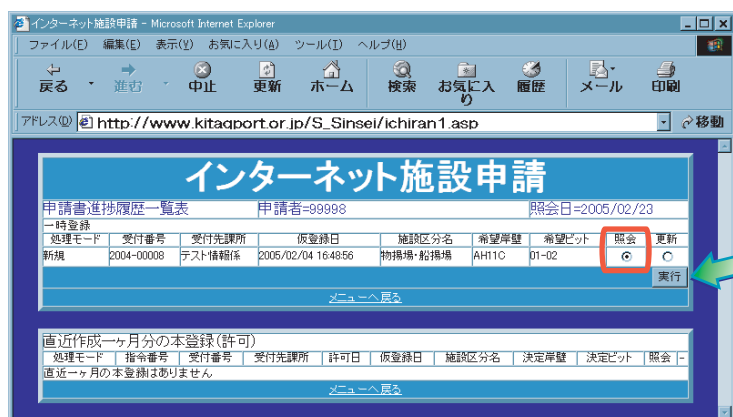 インターネット施設申請 - Microsoft Internet Explorer
ファイル(F) 編集(E) 表示(V) お気に入り(A) ツール(T) ヘルプ(H)
戻る 進む 中止 更新 ホーム 検索 お気に入り 履歴 メール 印刷
アドレス(D) http://www.kitaqport.or.jp/S_Sinsei/ichiran1.asp 移動
インターネット施設申請
申請書進捗履歴一覧表 申請者=99998 照会日=2005/02/23
一時登録
処理モード 受付番号 受付先課所 仮登録日 施設区分名 希望岸壁 希望ビット 照会 更新
新規 2004-00008 テスト情報係 2005/02/04 16:48:56 物揚場・船揚場 AH11C 01-02
実行
メニューへ戻る
直近作成一ヶ月分の本登録(許可)
処理モード 指令番号 受付番号 受付先課所 許可日 仮登録日 施設区分名 決定岸壁 決定ビット 照会 -
直近一ヶ月の本登録はありません
メニューへ戻る